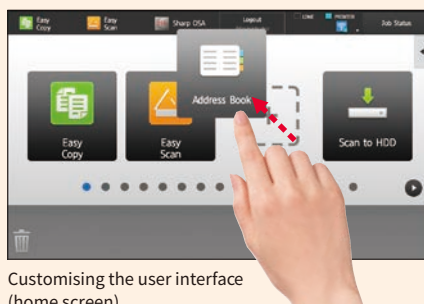 Easy
Copy
Easy
Scan
Sharp OSA
Logout
LINE
Job Status
Address Book
Easy
Copy
Easy
Scan
Scan to HDD
Customising the user interface
(home screen)